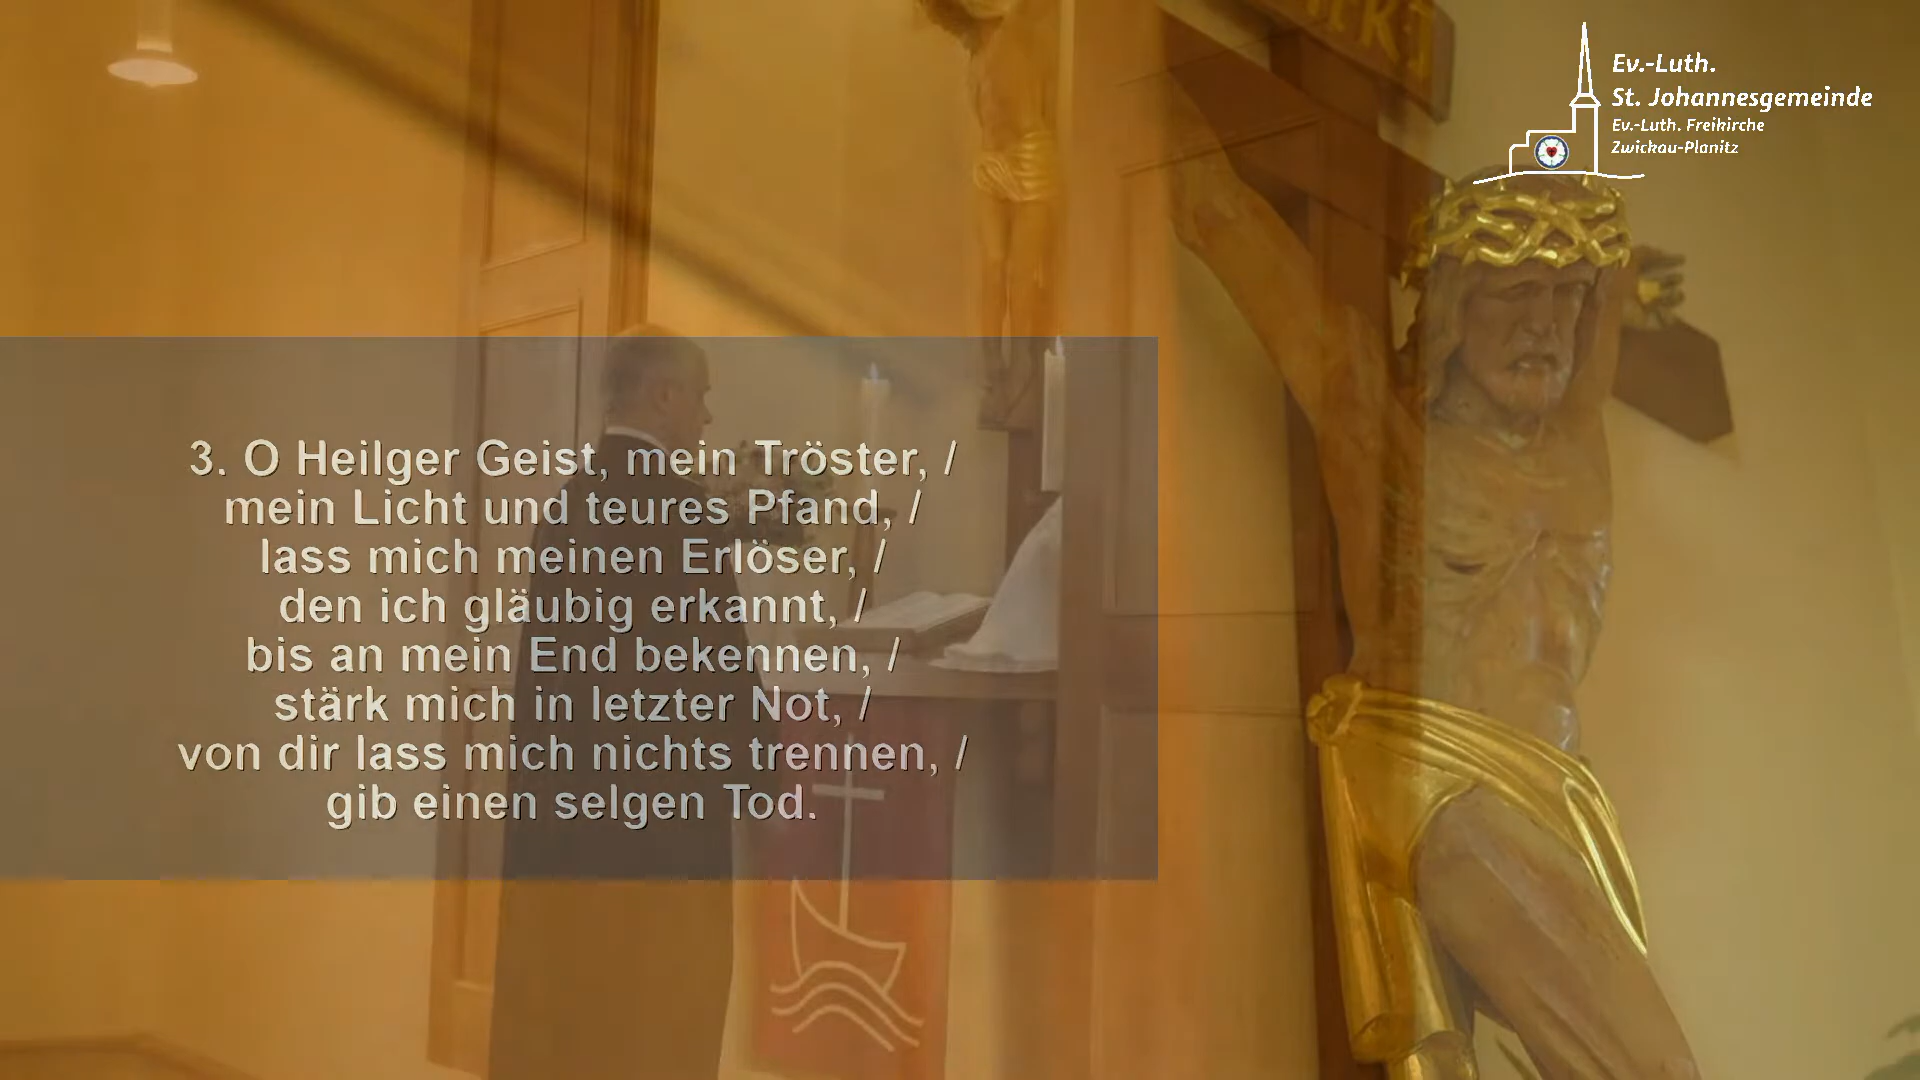 Ev.-Luth.
St. Johannesgemeinde
Ev.-Luth. Freikirche
Zwickau-Planitz
3. O Heilger Geist, mein Tröster, /
mein Licht und teures Pfand, /
lass mich meinen Erlöser, /
den ich gläubig erkannt, /
bis an mein End bekennen, /
stärk mich in letzter Not, /
von dir lass mich nichts trennen, /
gib einen selgen Tod.